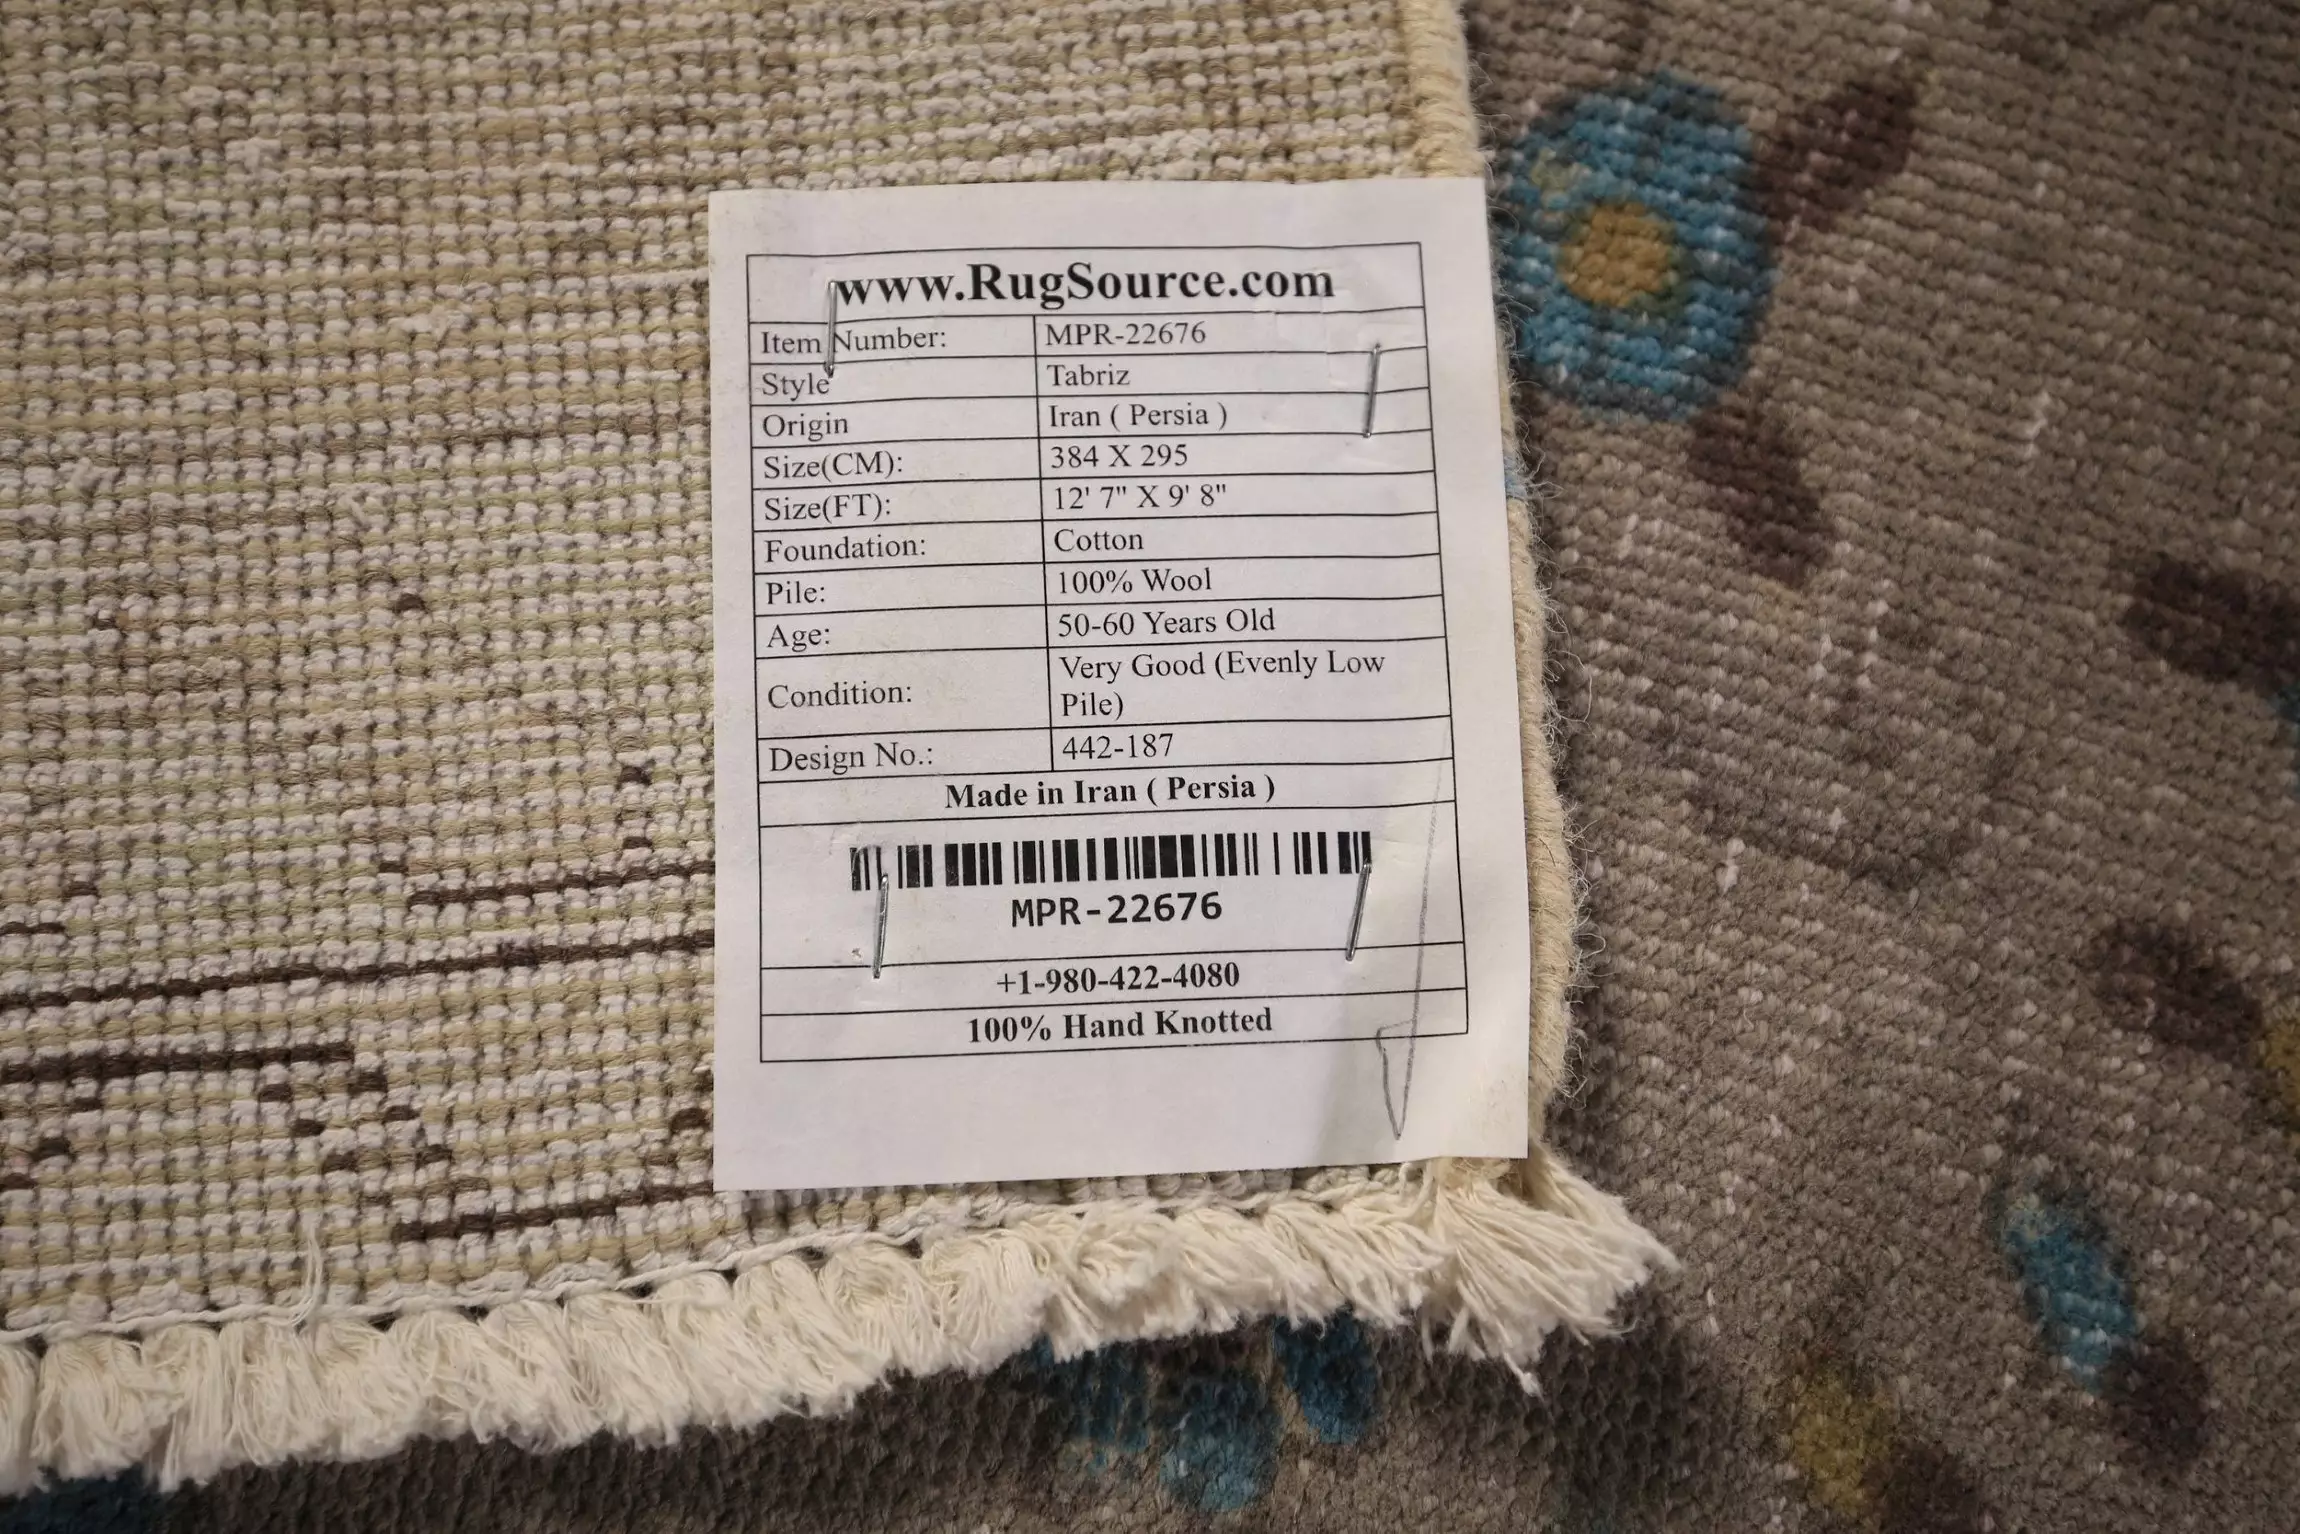 www.RugSource.com
Item Number: MPR-22676
Style Tabriz
Origin Iran ( Persia )
Size(CM): 384 X 295
Size(FT): 12' 7" X 9' 8"
Foundation: Cotton
Pile: 100% Wool
Age: 50-60 Years Old
Condition: Very Good (Evenly Low
Pile)
Design No.: 442-187
Made in Iran ( Persia )
MPR-22676
+1-980-422-4080
100% Hand Knotted